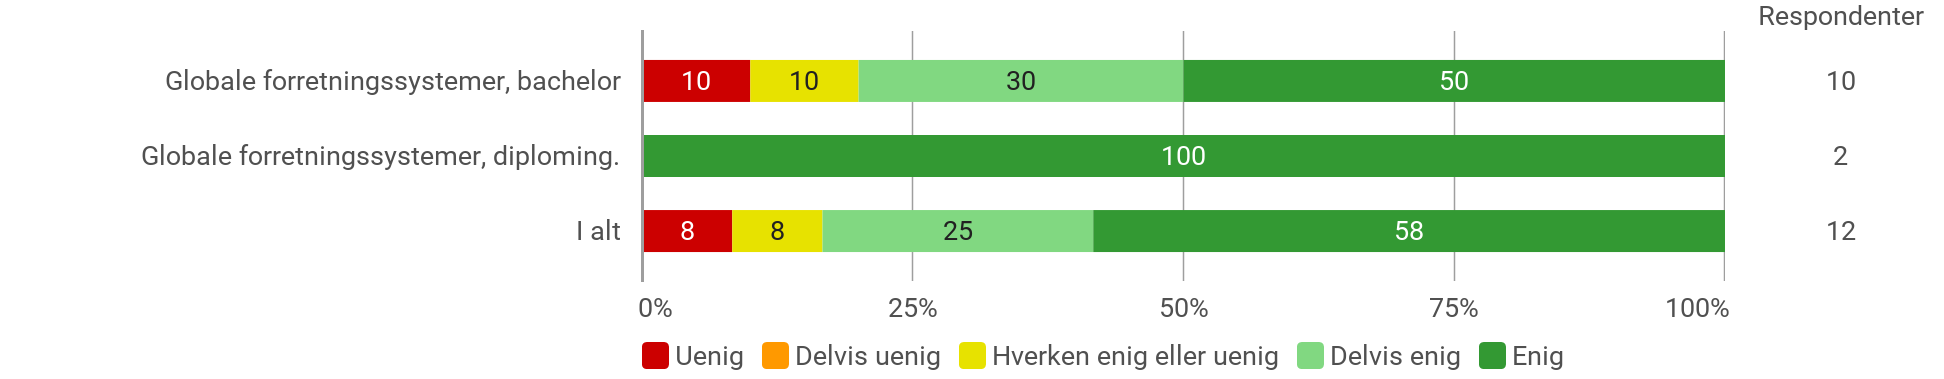 Respondenter
Globale forretningssystemer, bachelor 10 10 30 50 10
Globale forretningssystemer, diploming. 100 2
I alt 8 8 25 58 12
0% 25% 50% 75% 100%
Uenig Delvis uenig Hverken enig eller uenig Delvis enig Enig